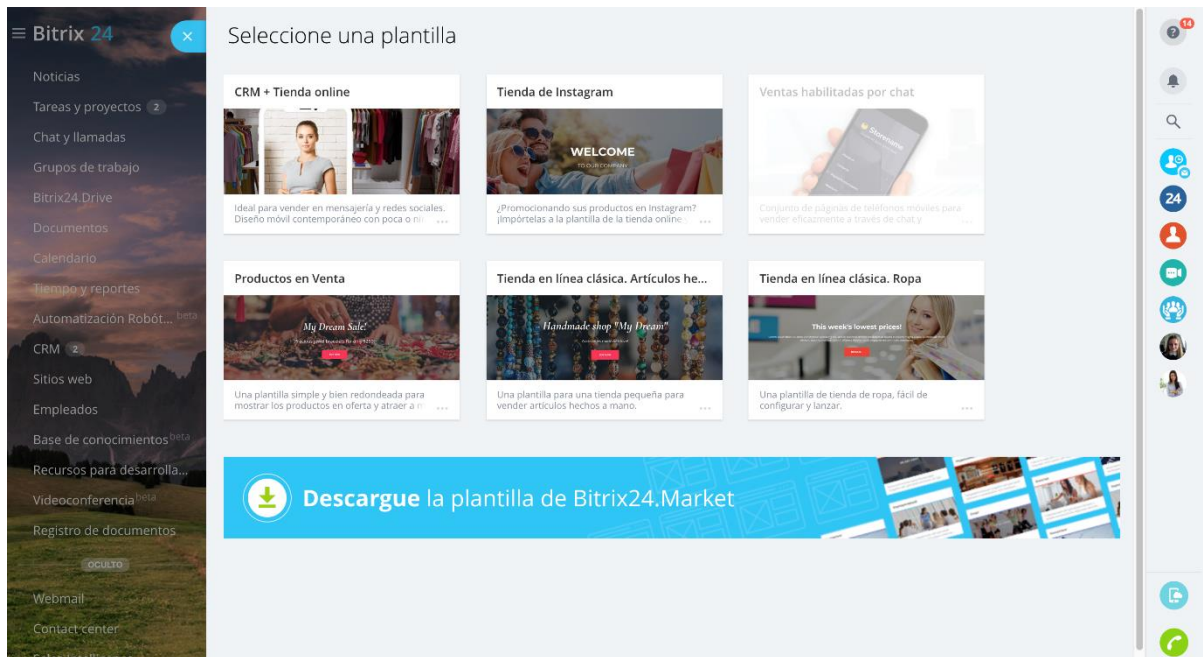 Bitrix 24
Noticias
Tareas y proyectos 2
Chat y llamadas
Grupos de trabajo
Bitrix24.Drive
Documentos
Calendario
Tiempo y reportes
Automatización Robót... beta
CRM 2
Sitios web
Empleados
Base de conocimientos beta
Recursos para desarrolla...
Videoconferencia beta
Registro de documentos
OCULTO
Webmail
Contact center
Seleccione una plantilla
CRM + Tienda online
Ideal para vender en mensajería y redes sociales.
Diseño móvil contemporáneo con poca o ...
Tienda de Instagram
WELCOME
TO OUR COMPANY
¿Promocionando sus productos en Instagram?
¡Impórtelas a la plantilla de la tienda online ...
Ventas habilitadas por chat
Storename
Conjunto de páginas de teléfonos móviles para
vender eficazmente a través de chat y ...
Productos en Venta
My Dream Sale!
Una plantilla simple y bien redondeada para
mostrar los productos en oferta y atraer a ...
Tienda en línea clásica. Artículos he...
Handmade shop "My Dream"
Una plantilla para una tienda pequeña para
vender artículos hechos a mano. ...
Tienda en línea clásica. Ropa
This week's lowest prices!
Una plantilla de tienda de ropa, fácil de
configurar y lanzar. ...
Descargue la plantilla de Bitrix24.Market
14
24